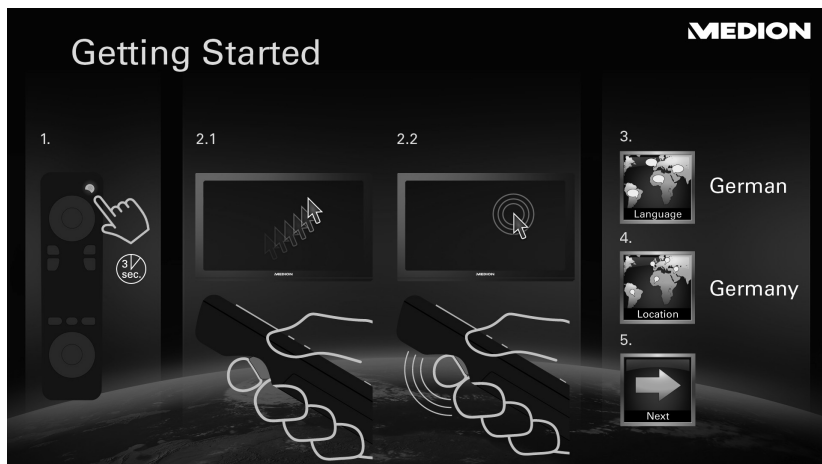 MEDION
Getting Started
1.
3 sec.
2.1
MEDION
2.2
MEDION
3.
Language
German
4.
Location
Germany
5.
Next